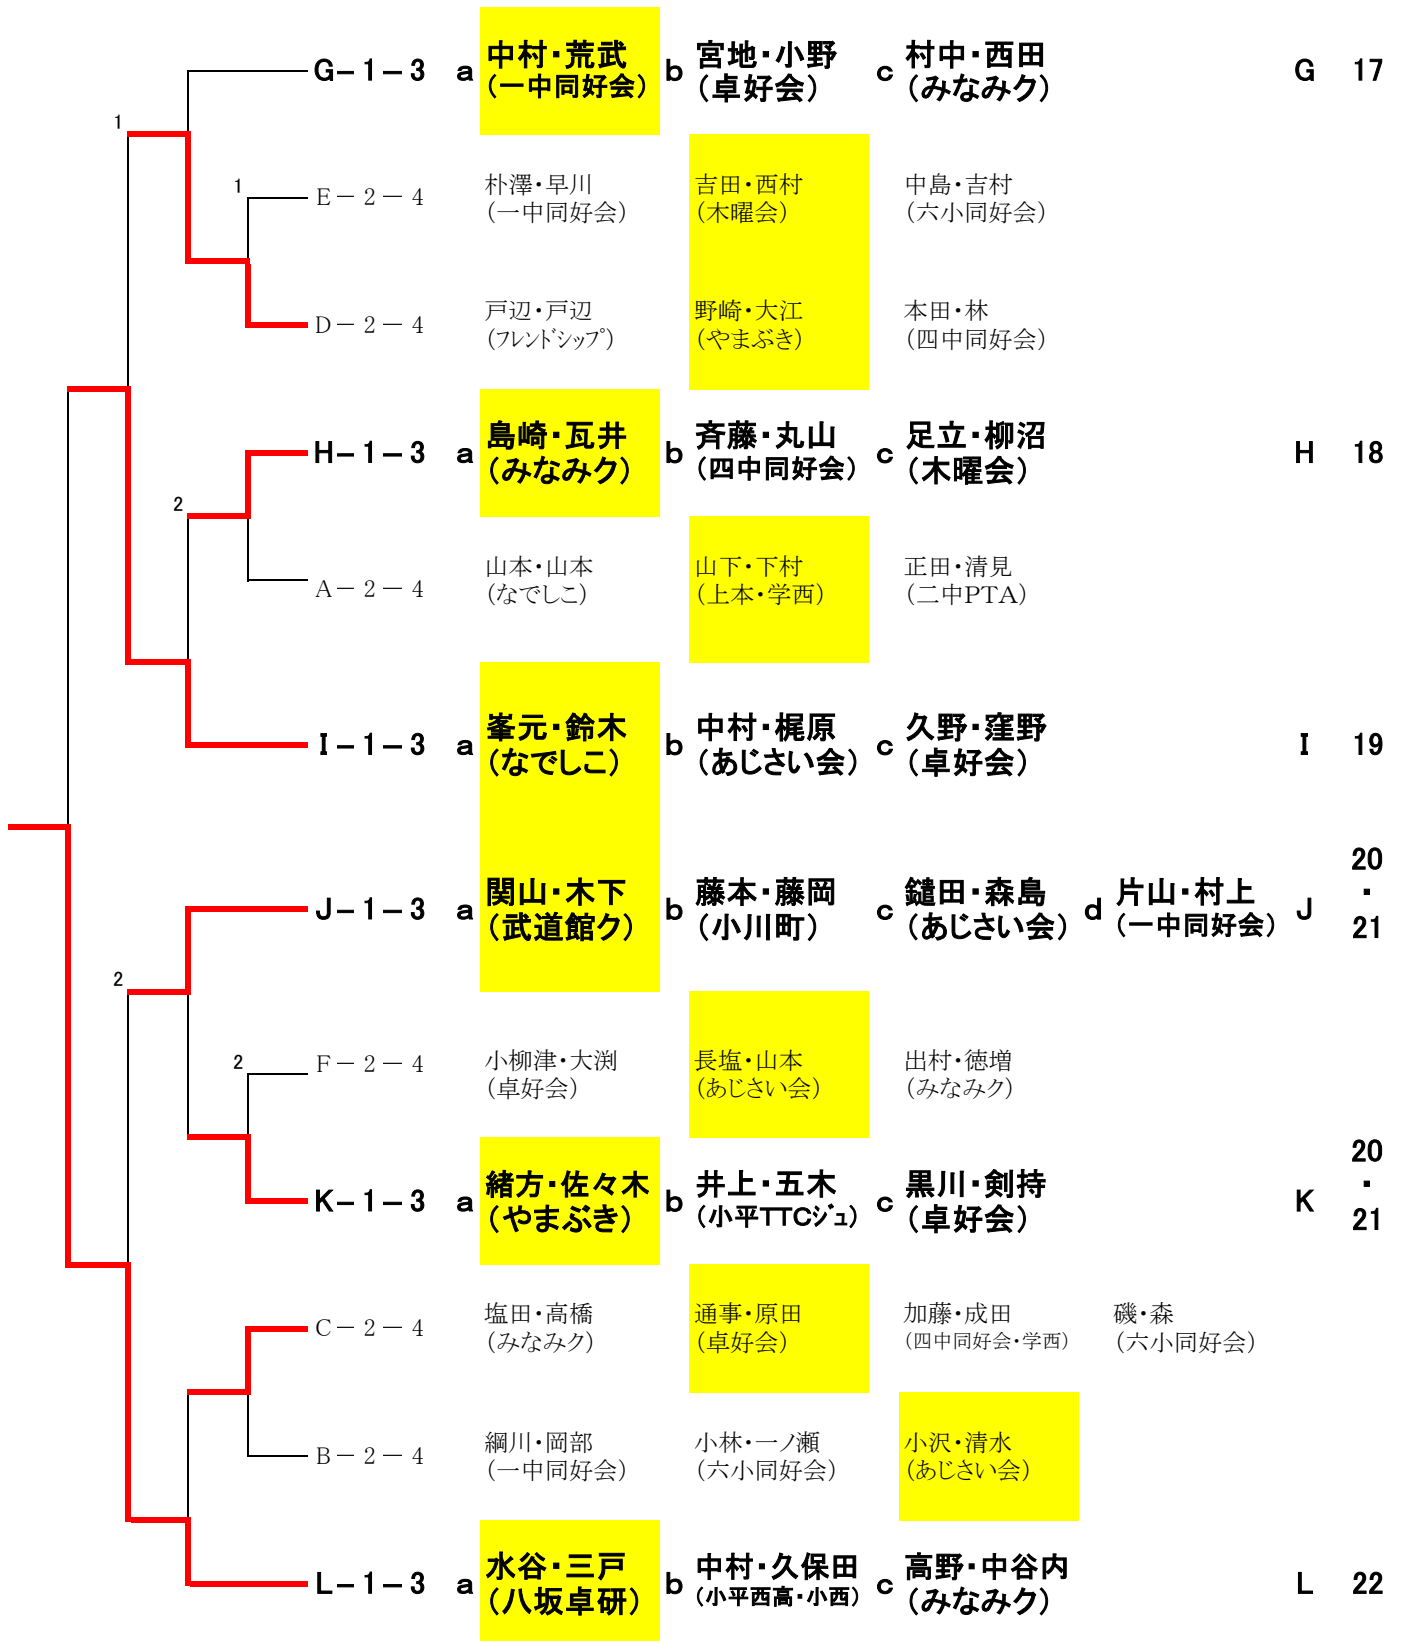 G－1－3 a 中村・荒武 b 宮地・小野 c 村中・西田 G 17
(一中同好会) (卓好会) (みなみク)
1
1 E－2－4 朴澤・早川 吉田・西村 中島・吉村
(一中同好会) (木曜会) (六小同好会)
D－2－4 戸辺・戸辺 野崎・大江 本田・林
(ﾌﾚﾝﾄﾞｼｯﾌﾟ) (やまぶき) (四中同好会)
H－1－3 a 島崎・瓦井 b 斉藤・丸山 c 足立・柳沼 H 18
(みなみク) (四中同好会) (木曜会)
2
A－2－4 山本・山本 山下・下村 正田・清見
(なでしこ) (上本・学西) (二中PTA)
I－1－3 a 峯元・鈴木 b 中村・梶原 c 久野・窪野 I 19
(なでしこ) (あじさい会) (卓好会)
J－1－3 a 関山・木下 b 藤本・藤岡 c 鑓田・森島 d 片山・村上 J 20・21
(武道館ク) (小川町) (あじさい会) (一中同好会)
2
2 F－2－4 小柳津・大渕 長塩・山本 出村・徳増
(卓好会) (あじさい会) (みなみク)
K－1－3 a 緒方・佐々木 b 井上・五木 c 黒川・剣持 K 20・21
(やまぶき) (小平TTCｼﾞｭ) (卓好会)
C－2－4 塩田・高橋 通事・原田 加藤・成田 磯・森
(みなみク) (卓好会) (四中同好会・学西) (六小同好会)
B－2－4 綱川・岡部 小林・一ノ瀬 小沢・清水
(一中同好会) (六小同好会) (あじさい会)
L－1－3 a 水谷・三戸 b 中村・久保田 c 高野・中谷内 L 22
(八坂卓研) (小平西高・小西) (みなみク)